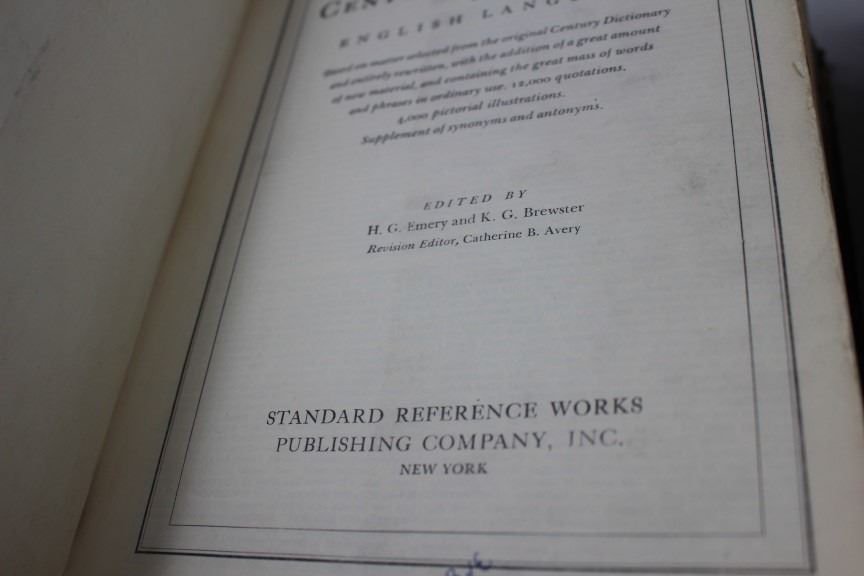 ENGLISH
Based on matter selected from the original Century Dictionary
and entirely rewritten, with the addition of a great amount
of new material, and containing the great mass of words
and phrases in ordinary use. 12,000 quotations.
4,000 pictorial illustrations.
Supplement of synonyms and antonyms.
EDITED BY
H. G. Emery and K. G. Brewster
Revision Editor, Catherine B. Avery
STANDARD REFERENCE WORKS
PUBLISHING COMPANY, INC.
NEW YORK